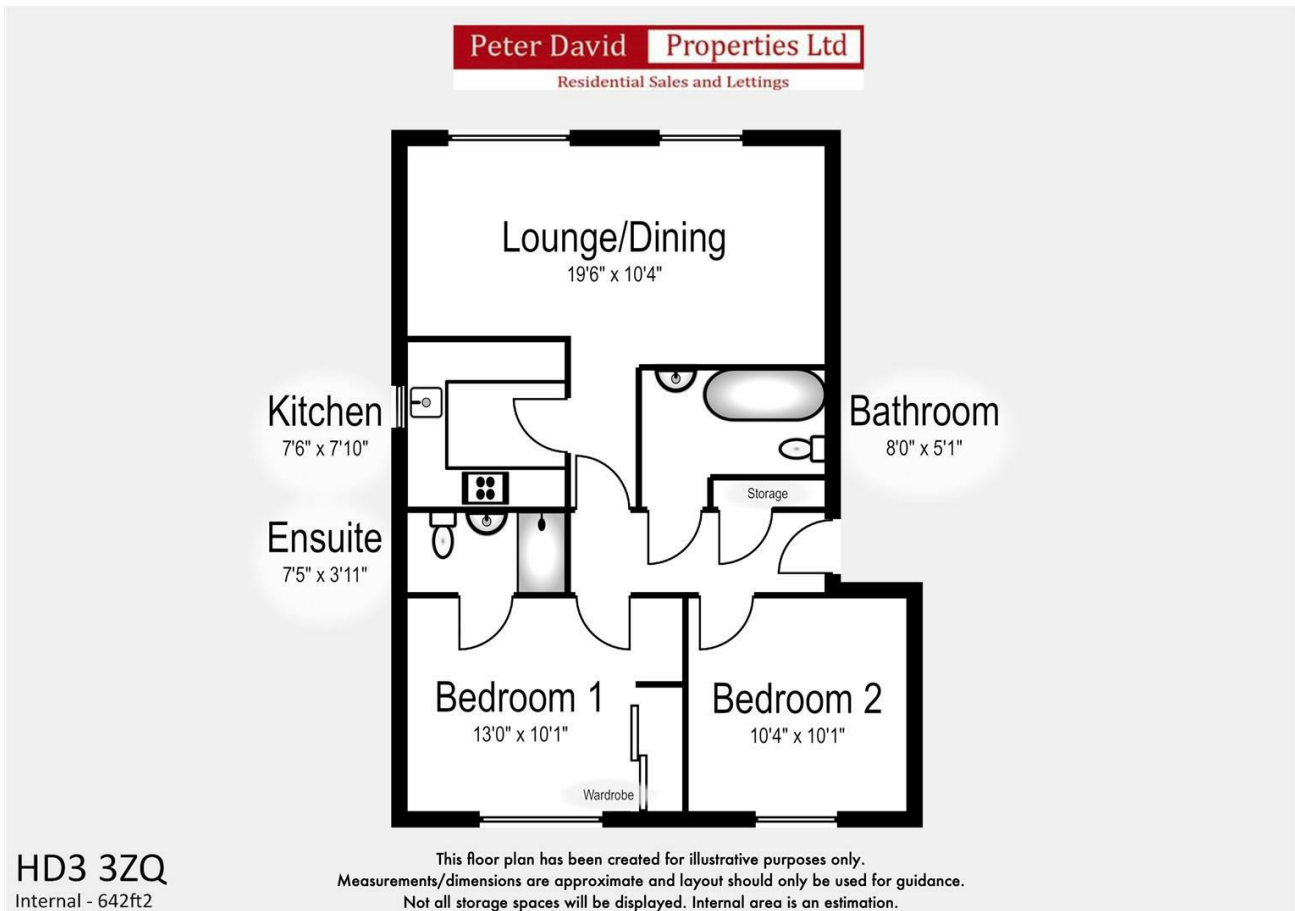 Peter David Properties Ltd
Residential Sales and Lettings
Lounge/Dining
19'6" x 10'4"
Kitchen
7'6" x 7'10"
Bathroom
8'0" x 5'1"
Storage
Ensuite
7'5" x 3'11"
Bedroom 1
13'0" x 10'1"
Wardrobe
Bedroom 2
10'4" x 10'1"
HD3 3ZQ
Internal - 642ft2
This floor plan has been created for illustrative purposes only.
Measurements/dimensions are approximate and layout should only be used for guidance.
Not all storage spaces will be displayed. Internal area is an estimation.